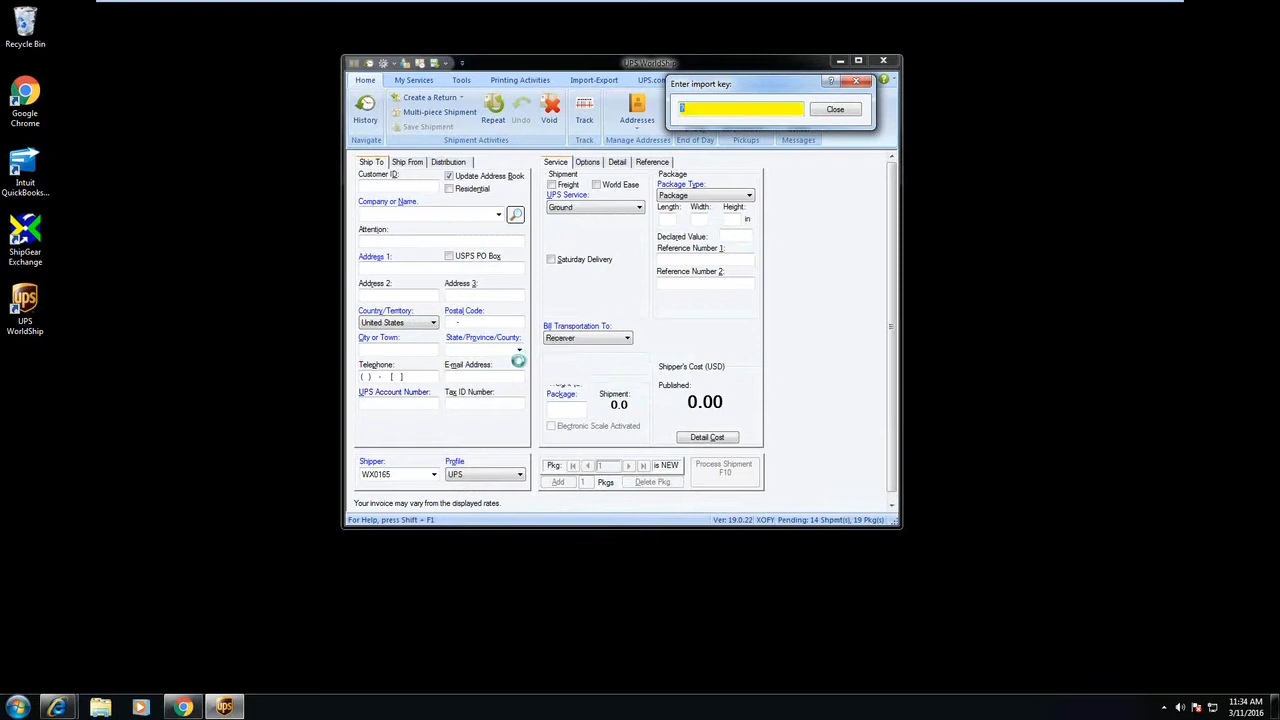 Recycle Bin
Google
Chrome
Intuit
QuickBooks...
ShipGear
Exchange
UPS
WorldShip
UPS WorldShip
Home My Services Tools Printing Activities Import-Export UPS.com
Enter import key:
Close
History
Create a Return
Multi-piece Shipment
Save Shipment
Repeat Undo Void
Track
Addresses
Navigate Shipment Activities Track Manage Addresses End of Day Pickups Messages
Ship To Ship From Distribution
Customer ID:
Update Address Book
Residential
Company or Name.
Attention:
Address 1: USPS PO Box
Address 2: Address 3:
Country/Territory: Postal Code:
United States -
City or Town: State/Province/County:
Telephone: E-mail Address:
( ) - [ ]
UPS Account Number: Tax ID Number:
Shipper: Profile
WX0165 UPS
Service Options Detail Reference
Shipment
Freight World Ease
UPS Service:
Ground
Saturday Delivery
Bill Transportation To:
Receiver
Package: Shipment:
0.0
Electronic Scale Activated
Package
Package Type:
Package
Length: Width: Height:
in
Declared Value:
Reference Number 1:
Reference Number 2:
Shipper's Cost (USD)
Published:
0.00
Detail Cost
Pkg: 1 is NEW
Add 1 Pkgs Delete Pkg
Process Shipment
F10
Your invoice may vary from the displayed rates.
For Help, press Shift + F1 Ver: 19.0.22 XOFY Pending: 14 Shpmt(s), 19 Pkg(s)
11:34 AM
3/11/2016